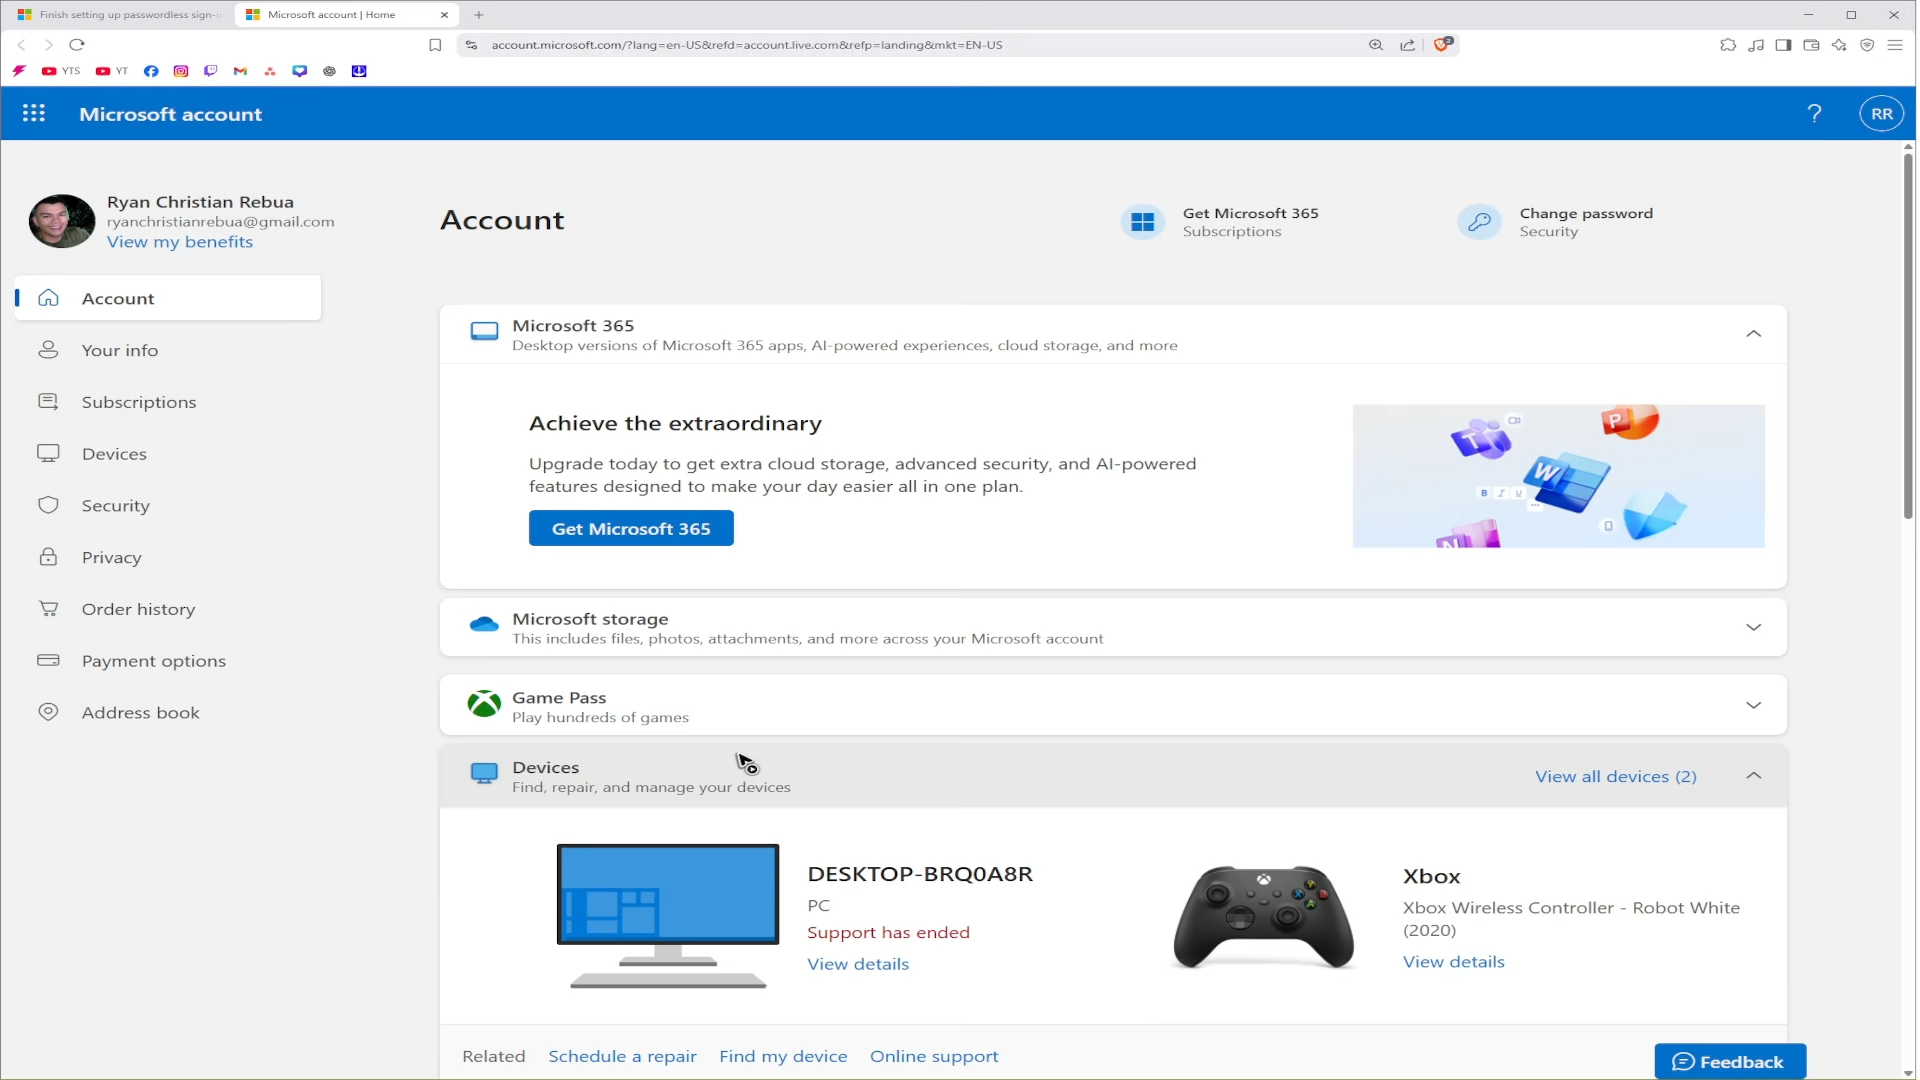 Finish setting up passwordless sign-i
Microsoft account | Home
account.microsoft.com/?lang=en-US&refd=account.live.com&refp=landing&mkt=EN-US
2
YTS
YT
Microsoft account
?
RR
Ryan Christian Rebua
ryanchristianrebua@gmail.com
View my benefits
Account
Your info
Subscriptions
Devices
Security
Privacy
Order history
Payment options
Address book
Account
Get Microsoft 365
Subscriptions
Change password
Security
Microsoft 365
Desktop versions of Microsoft 365 apps, AI-powered experiences, cloud storage, and more
Achieve the extraordinary
Upgrade today to get extra cloud storage, advanced security, and AI-powered
features designed to make your day easier all in one plan.
Get Microsoft 365
T
P
W
B I U
N
Microsoft storage
This includes files, photos, attachments, and more across your Microsoft account
Game Pass
Play hundreds of games
Devices
Find, repair, and manage your devices
View all devices (2)
DESKTOP-BRQ0A8R
PC
Support has ended
View details
Y
X B
A
Xbox
Xbox Wireless Controller - Robot White
(2020)
View details
Related Schedule a repair Find my device Online support
Feedback